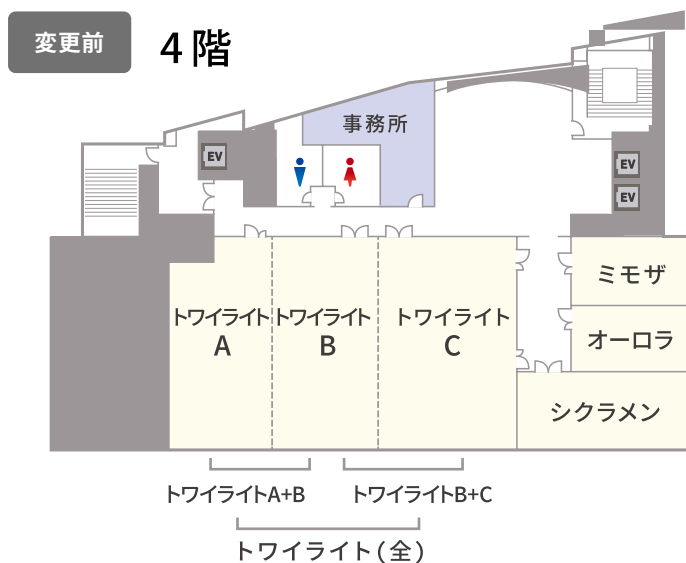 変更前
4階
事務所
EV
EV
EV
ミモザ
トワイライト
A
トワイライト
B
トワイライト
C
オーロラ
シクラメン
トワイライトA+B
トワイライトB+C
トワイライト(全)